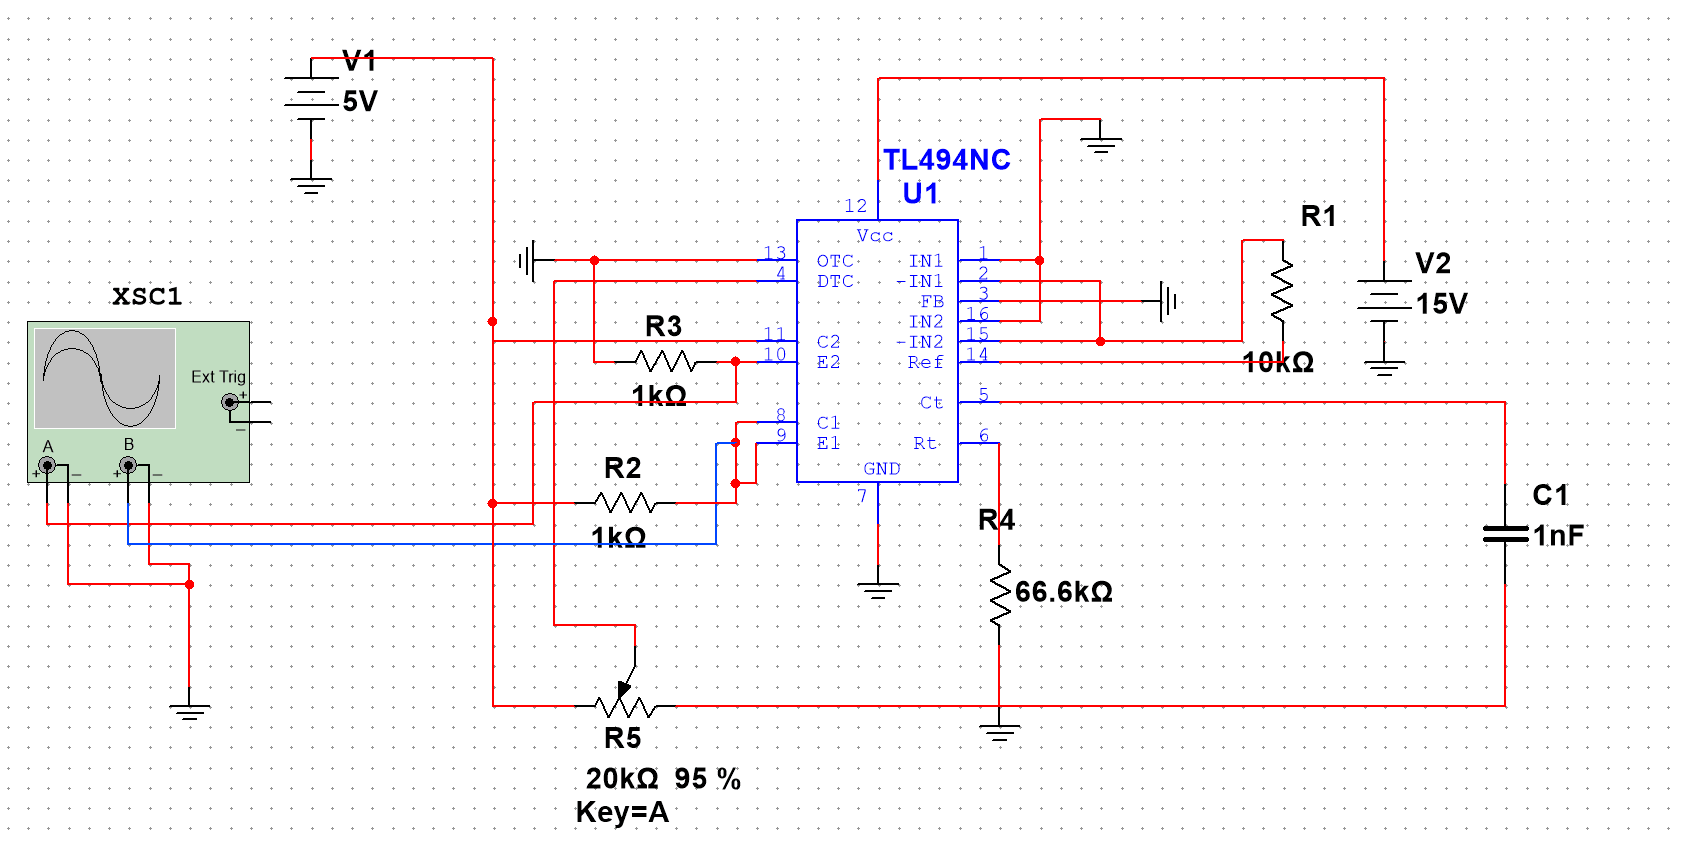 V1
5V
TL494NC
U1
12
Vcc
13
OTC
IN1
1
4
DTC
-IN1
2
FB
3
IN2
16
11
C2
-IN2
15
10
E2
Ref
14
Ct
5
8
C1
9
E1
Rt
6
GND
7
R1
10kΩ
V2
15V
XSC1
Ext Trig
+
_
A
B
+
_
+
_
R3
1kΩ
R2
1kΩ
R4
66.6kΩ
C1
1nF
R5
20kΩ 95 %
Key=A